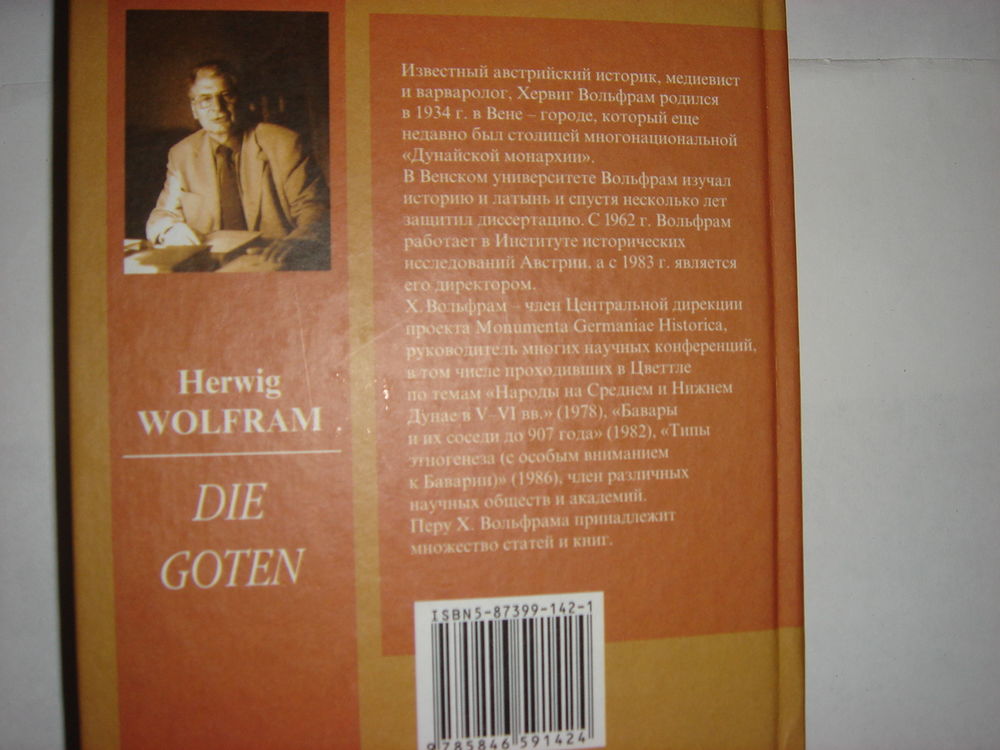 Известный австрийский историк, медиевист
и варваролог, Хервиг Вольфрам родился
в 1934 г. в Вене – городе, который еще
недавно был столицей многонациональной
«Дунайской монархии».
В Венском университете Вольфрам изучал
историю и латынь и спустя несколько лет
защитил диссертацию. С 1962 г. Вольфрам
работает в Институте исторических
исследований Австрии, а с 1983 г. является
его директором.
Х. Вольфрам – член Центральной дирекции
проекта Monumenta Germaniae Historica,
руководитель многих научных конференций,
в том числе проходивших в Цветтле
по темам «Народы на Среднем и Нижнем
Дунае в V–VI вв.» (1978), «Бавары
и их соседи до 907 года» (1982), «Типы
этногенеза (с особым вниманием
к Баварии)» (1986), член различных
научных обществ и академий.
Перу Х. Вольфрама принадлежит
множество статей и книг.
Herwig
WOLFRAM
DIE
GOTEN
ISBN5-87399-142-1
9785846 591424